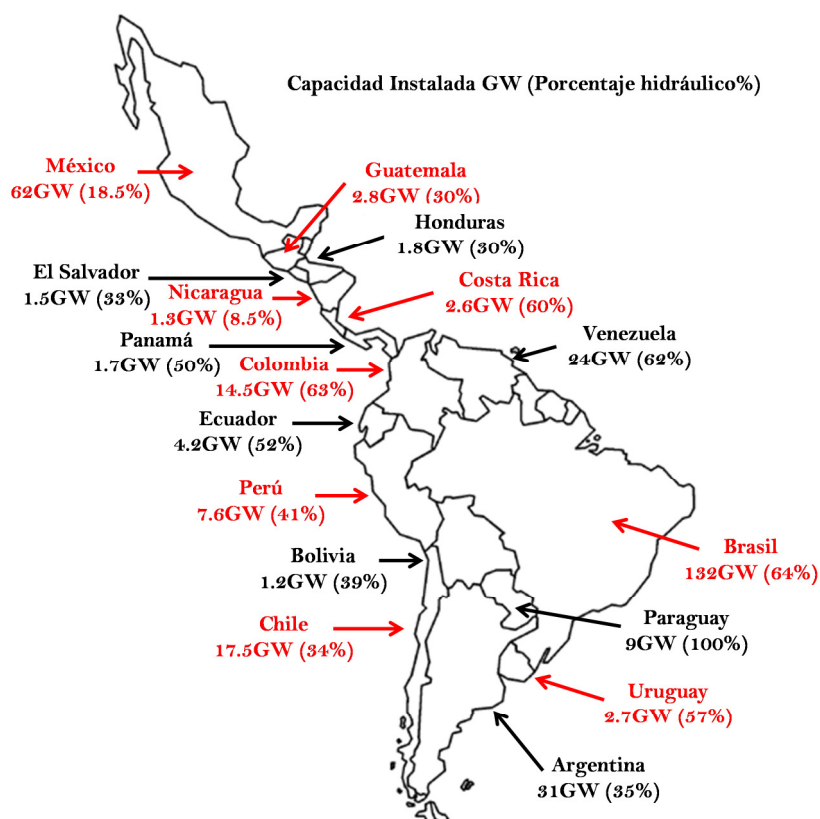 Capacidad Instalada GW (Porcentaje hidráulico%)
México
62GW (18.5%)
Guatemala
2.8GW (30%)
Honduras
1.8GW (30%)
El Salvador
1.5GW (33%)
Nicaragua
1.3GW (8.5%)
Costa Rica
2.6GW (60%)
Panamá
1.7GW (50%)
Venezuela
24GW (62%)
Colombia
14.5GW (63%)
Ecuador
4.2GW (52%)
Perú
7.6GW (41%)
Brasil
132GW (64%)
Bolivia
1.2GW (39%)
Paraguay
9GW (100%)
Chile
17.5GW (34%)
Uruguay
2.7GW (57%)
Argentina
31GW (35%)